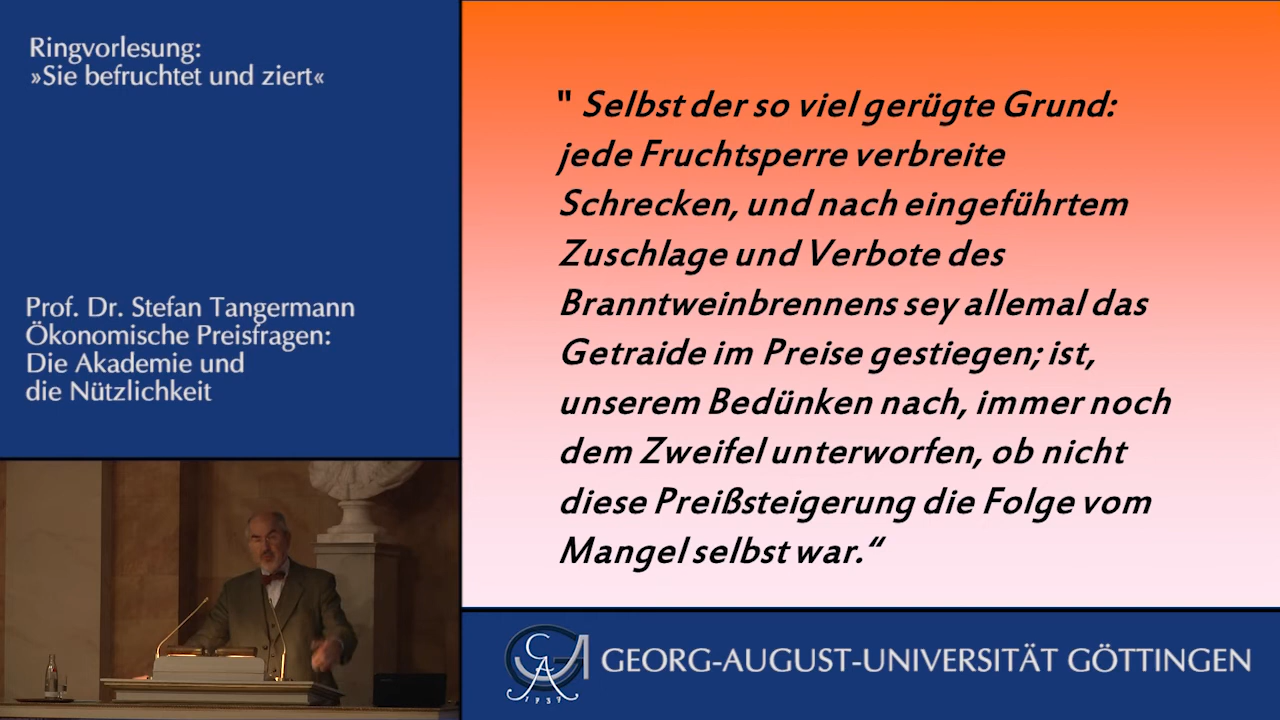 Ringvorlesung:
»Sie befruchtet und ziert«
Prof. Dr. Stefan Tangermann
Ökonomische Preisfragen:
Die Akademie und
die Nützlichkeit
" Selbst der so viel gerügte Grund:
jede Fruchtsperre verbreite
Schrecken, und nach eingeführtem
Zuschlage und Verbote des
Branntweinbrennens sey allemal das
Getraide im Preise gestiegen; ist,
unserem Bedünken nach, immer noch
dem Zweifel unterworfen, ob nicht
diese Preißsteigerung die Folge vom
Mangel selbst war.“
GA
1737
GEORG-AUGUST-UNIVERSITÄT GÖTTINGEN